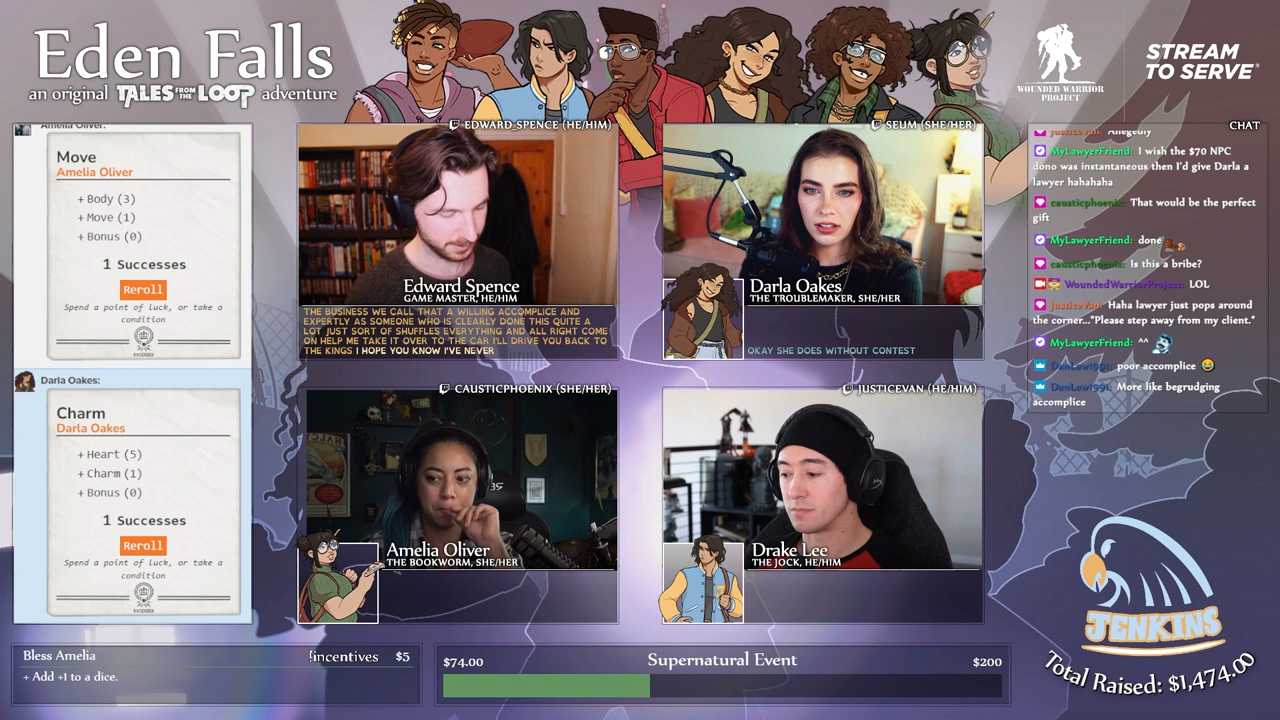 Eden Falls
an original TALES FROM THE LOOP adventure
WOUNDED WARRIOR
PROJECT
STREAM
TO SERVE
Amelia Oliver:
Move
Amelia Oliver
+ Body (3)
+ Move (1)
+ Bonus (0)
1 Successes
Reroll
Spend a point of luck, or take a
condition
Darla Oakes:
Charm
Darla Oakes
+ Heart (5)
+ Charm (1)
+ Bonus (0)
1 Successes
Reroll
Spend a point of luck, or take a
condition
EDWARD_SPENCE (HE/HIM)
Edward Spence
GAME MASTER, HE/HIM
THE BUSINESS WE CALL THAT A WILLING ACCOMPLICE AND
EXPERTLY AS SOMEONE WHO IS CLEARLY DONE THIS QUITE A
LOT JUST SORT OF SHUFFLES EVERYTHING AND ALL RIGHT COME
ON HELP ME TAKE IT OVER TO THE CAR I'LL DRIVE YOU BACK TO
THE KINGS I HOPE YOU KNOW I'VE NEVER
SEUM (SHE/HER)
Darla Oakes
THE TROUBLEMAKER, SHE/HER
OKAY SHE DOES WITHOUT CONTEST
CAUSTICPHOENIX (SHE/HER)
35
Amelia Oliver
THE BOOKWORM, SHE/HER
JUSTICEVAN (HE/HIM)
Drake Lee
THE JOCK, HE/HIM
CHAT
JusticeVan: Allegedly
MyLawyerFriend: I wish the $70 NPC
dono was instantaneous then I'd give Darla a
lawyer hahahaha
causticphoenix: That would be the perfect
gift
MyLawyerFriend: done
causticphoenix: Is this a bribe?
WoundedWarriorProject: LOL
JusticeVan: Haha lawyer just pops around
the corner..."Please step away from my client."
MyLawyerFriend: ^^
DanLaw1991: poor accomplice
DanLaw1991: More like begrudging
accomplice
JENKINS
Total Raised: $1,474.00
Bless Amelia !incentives $5
+ Add +1 to a dice.
$74.00 Supernatural Event $200